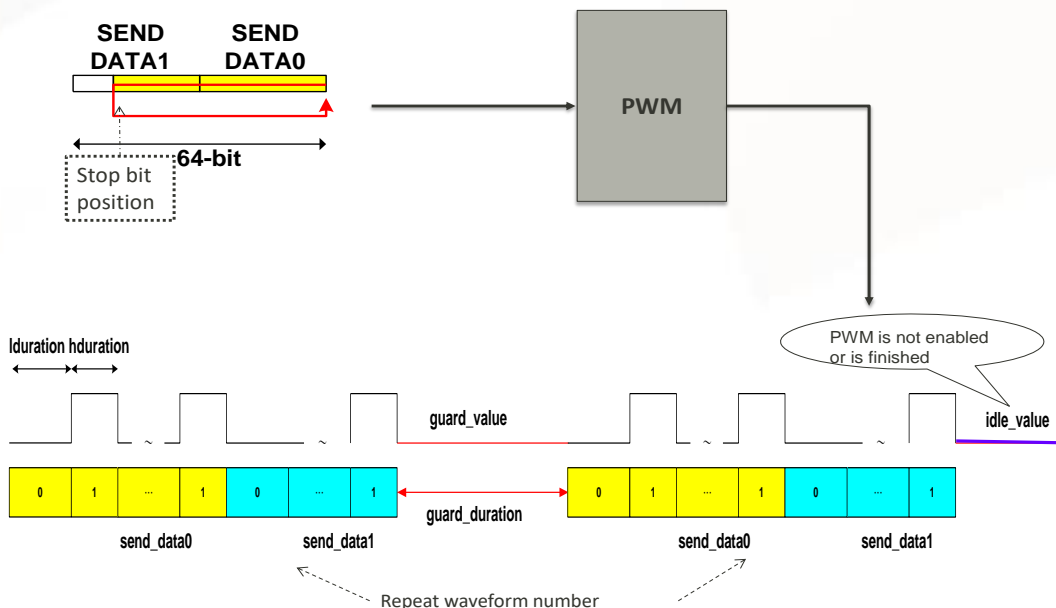 SEND
DATA1
SEND
DATA0
64-bit
Stop bit
position
PWM
PWM is not enabled
or is finished
lduration hduration
guard_value
idle_value
~
~
~
~
0
1
...
1
0
...
1
guard_duration
0
1
...
1
0
...
1
send_data0
send_data1
send_data0
send_data1
Repeat waveform number